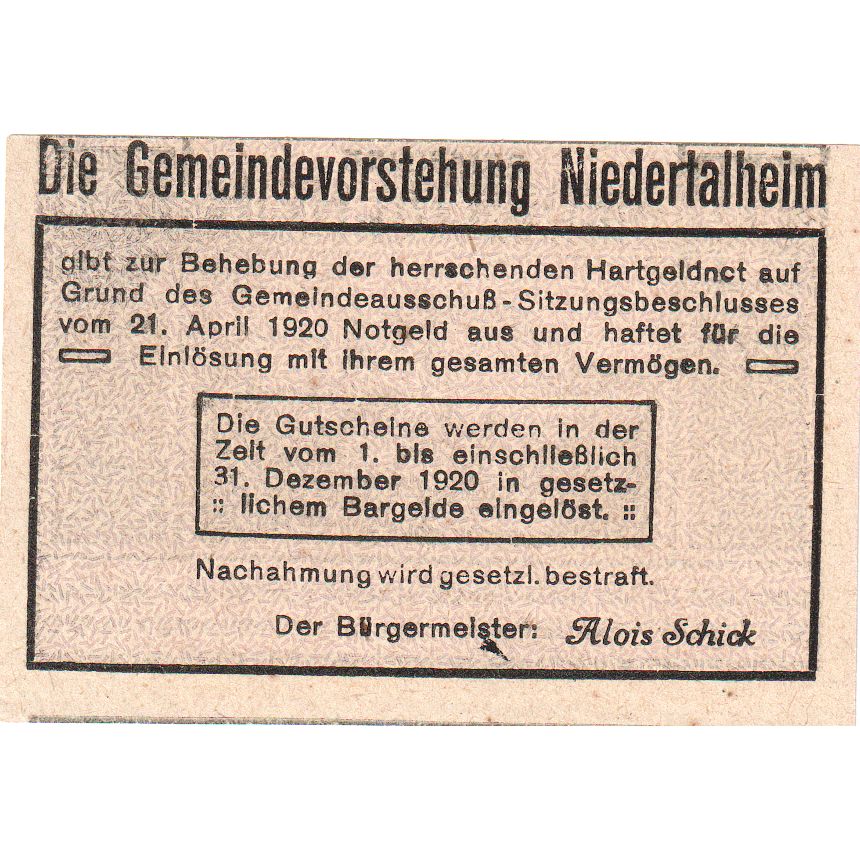 Die Gemeindevorstehung Niedertalheim
gibt zur Behebung der herrschenden Hartgeldnot auf
Grund des Gemeindeausschuß-Sitzungsbeschlusses
vom 21. April 1920 Notgeld aus und haftet für die
Einlösung mit ihrem gesamten Vermögen.
Die Gutscheine werden in der
Zeit vom 1. bis einschließlich
31. Dezember 1920 in gesetz-
:: lichem Bargelde eingelöst. ::
Nachahmung wird gesetzl. bestraft.
Der Bürgermeister: Alois Schick